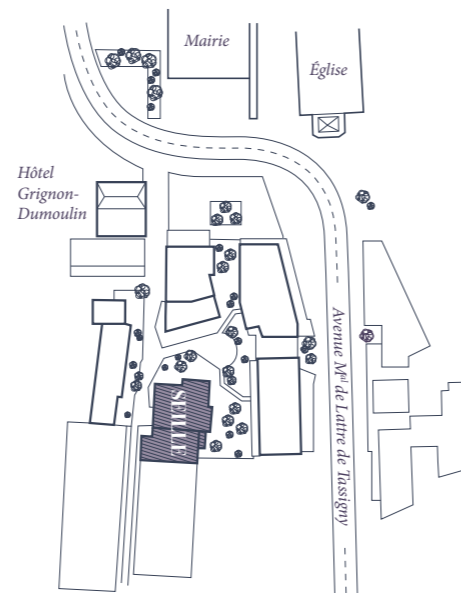 Mairie
Église
Hôtel
Grignon-
Dumoulin
Avenue Mal de Lattre de Tassigny
SEILLE